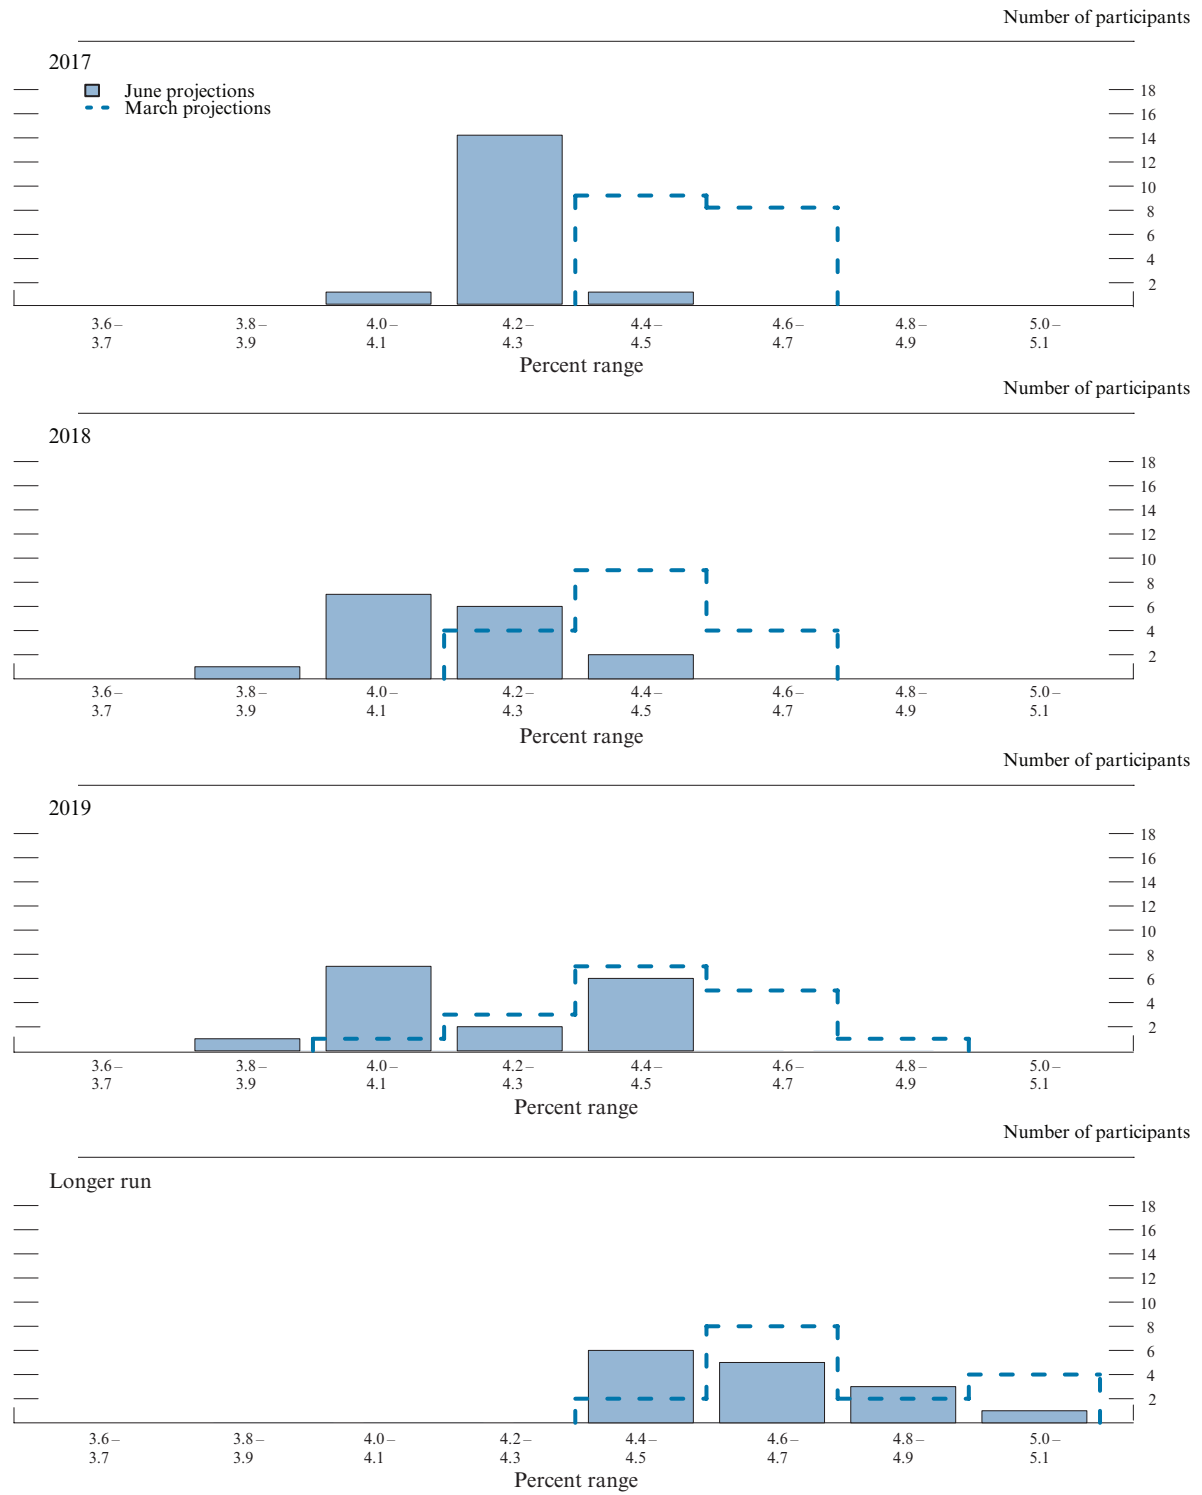 Number of participants
2017
June projections
March projections
18
16
14
12
10
8
6
4
2
3.6– 3.8– 4.0– 4.2– 4.4– 4.6– 4.8– 5.0–
3.7 3.9 4.1 4.3 4.5 4.7 4.9 5.1
Percent range
Number of participants
2018
18
16
14
12
10
8
6
4
2
3.6– 3.8– 4.0– 4.2– 4.4– 4.6– 4.8– 5.0–
3.7 3.9 4.1 4.3 4.5 4.7 4.9 5.1
Percent range
Number of participants
2019
18
16
14
12
10
8
6
4
2
3.6– 3.8– 4.0– 4.2– 4.4– 4.6– 4.8– 5.0–
3.7 3.9 4.1 4.3 4.5 4.7 4.9 5.1
Percent range
Number of participants
Longer run
18
16
14
12
10
8
6
4
2
3.6– 3.8– 4.0– 4.2– 4.4– 4.6– 4.8– 5.0–
3.7 3.9 4.1 4.3 4.5 4.7 4.9 5.1
Percent range